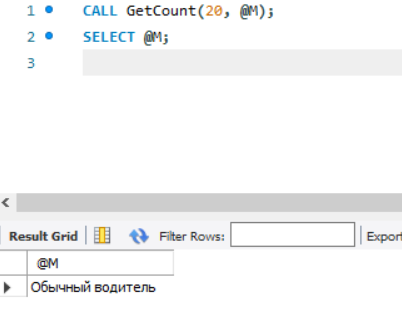 1 CALL GetCount(20, @M);
2 SELECT @M;
3
Result Grid Filter Rows: Export
@M
Обычный водитель